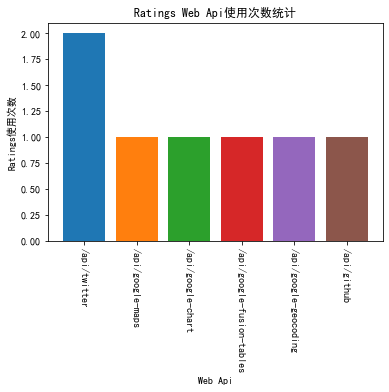 Ratings Web Api使用次数统计
Ratings使用次数
2.00
1.75
1.50
1.25
1.00
0.75
0.50
0.25
0.00
/api/twitter
/api/google-maps
/api/google-chart
/api/google-fusion-tables
/api/google-geocoding
/api/github
Web Api